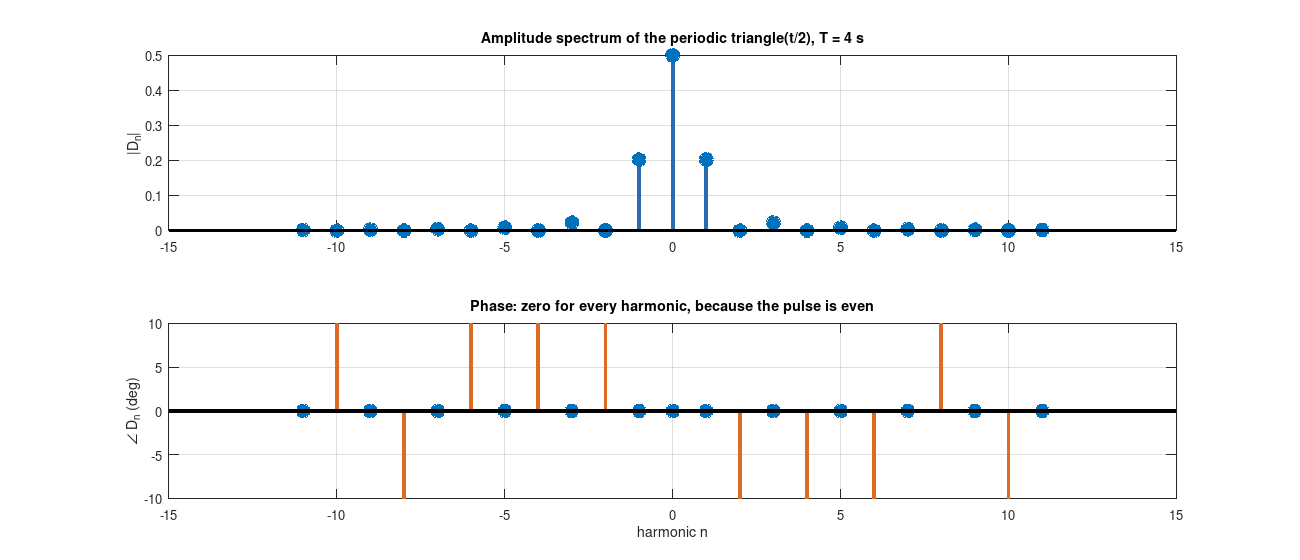 Amplitude spectrum of the periodic triangle(t/2), T = 4 s
0.5
0.4
0.3
0.2
0.1
0
|Dn|
-15 -10 -5 0 5 10 15
Phase: zero for every harmonic, because the pulse is even
10
5
0
-5
-10
∠ Dn (deg)
-15 -10 -5 0 5 10 15
harmonic n